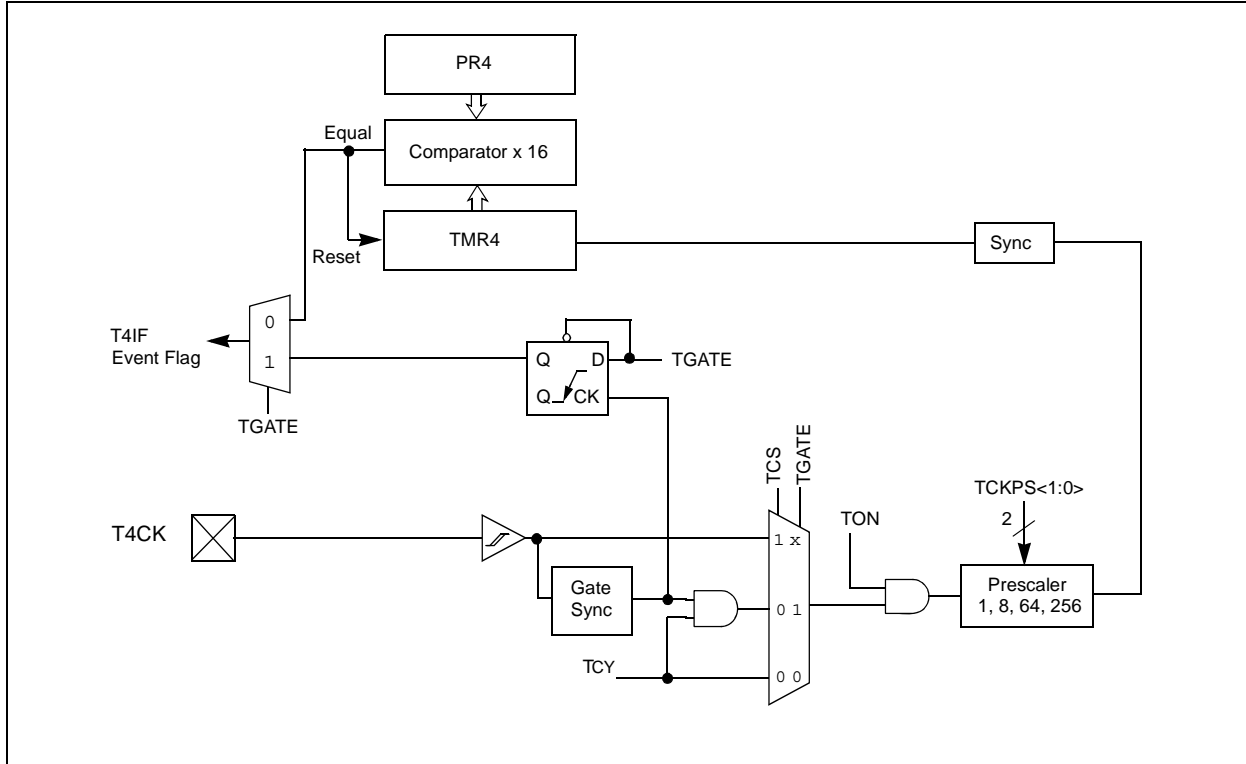 PR4
Equal
Comparator x 16
TMR4
Reset
Sync
0
1
T4IF
Event Flag
TGATE
Q
D
Q
CK
TGATE
TCS
TGATE
T4CK
1 x
0 1
0 0
Gate
Sync
TCY
TON
TCKPS<1:0>
2
Prescaler
1, 8, 64, 256